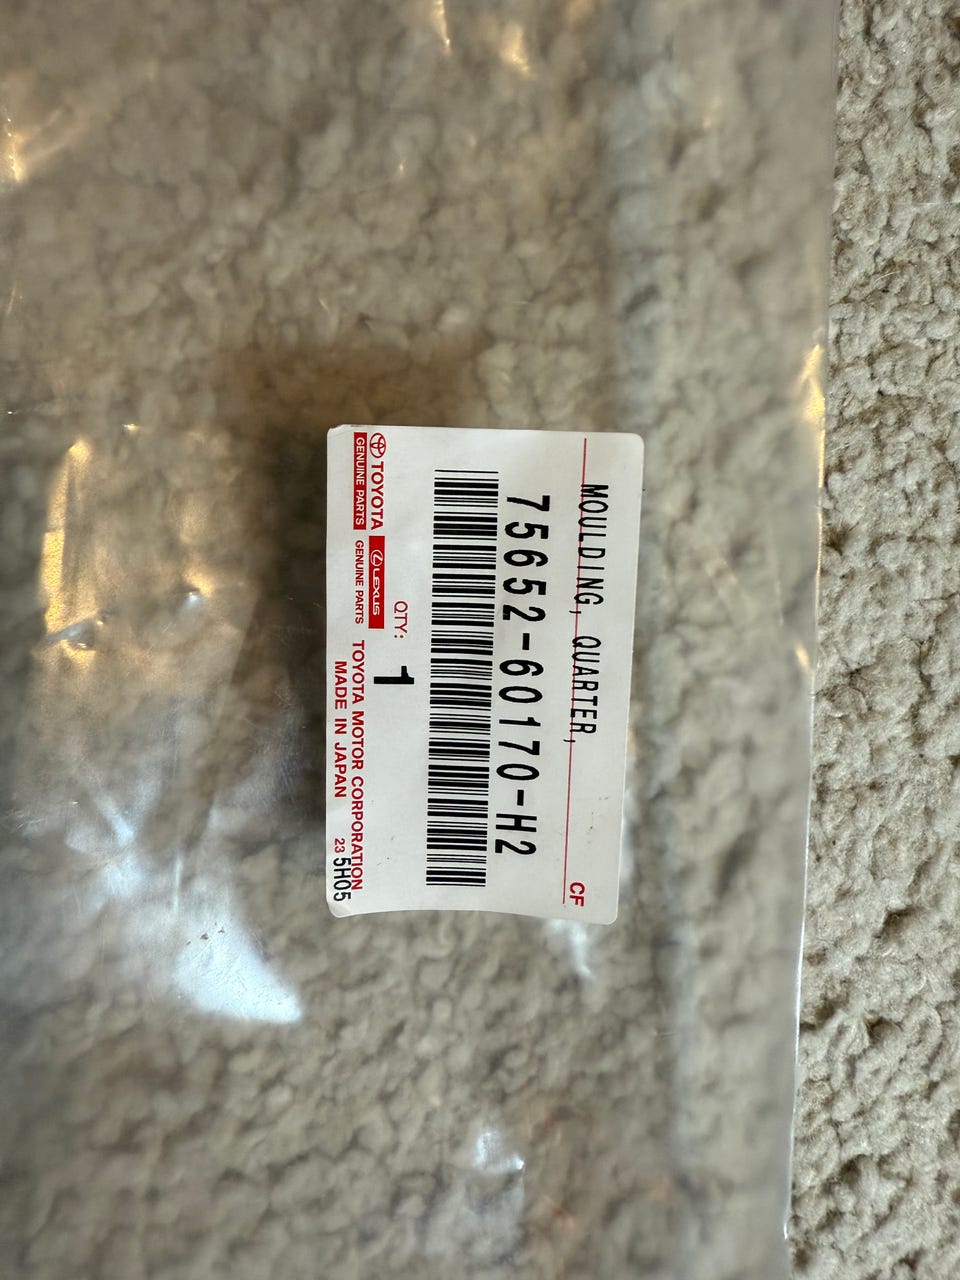 MOULDING, QUARTER,
CF
75652-60170-H2
QTY: 1
TOYOTA
GENUINE PARTS
LEXUS
GENUINE PARTS
TOYOTA MOTOR CORPORATION
MADE IN JAPAN
23 5H05